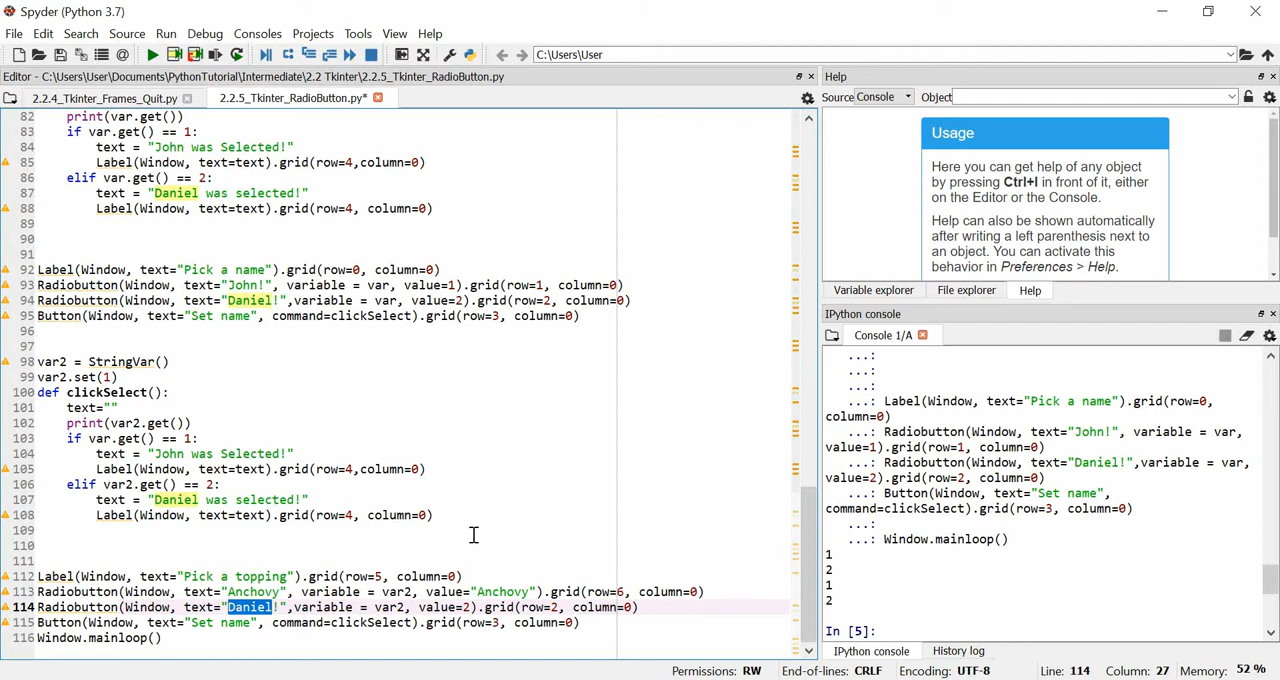 Spyder (Python 3.7)
File Edit Search Source Run Debug Consoles Projects Tools View Help
C:\Users\User
Editor - C:\Users\User\Documents\PythonTutorial\Intermediate\2.2 Tkinter\2.2.5_Tkinter_RadioButton.py
2.2.4_Tkinter_Frames_Quit.py 2.2.5_Tkinter_RadioButton.py*
82     print(var.get())
83     if var.get() == 1:
84         text = "John was Selected!"
85         Label(Window, text=text).grid(row=4,column=0)
86     elif var.get() == 2:
87         text = "Daniel was selected!"
88         Label(Window, text=text).grid(row=4, column=0)
89
90
91
92 Label(Window, text="Pick a name").grid(row=0, column=0)
93 Radiobutton(Window, text="John!", variable = var, value=1).grid(row=1, column=0)
94 Radiobutton(Window, text="Daniel!",variable = var, value=2).grid(row=2, column=0)
95 Button(Window, text="Set name", command=clickSelect).grid(row=3, column=0)
96
97
98 var2 = StringVar()
99 var2.set(1)
100 def clickSelect():
101     text=""
102     print(var2.get())
103     if var.get() == 1:
104         text = "John was Selected!"
105         Label(Window, text=text).grid(row=4,column=0)
106     elif var2.get() == 2:
107         text = "Daniel was selected!"
108         Label(Window, text=text).grid(row=4, column=0)
109
110
111
112 Label(Window, text="Pick a topping").grid(row=5, column=0)
113 Radiobutton(Window, text="Anchovy", variable = var2, value="Anchovy").grid(row=6, column=0)
114 Radiobutton(Window, text="Daniel!",variable = var2, value=2).grid(row=2, column=0)
115 Button(Window, text="Set name", command=clickSelect).grid(row=3, column=0)
116 Window.mainloop()
Help
Source Console Object
Usage
Here you can get help of any object
by pressing Ctrl+I in front of it, either
on the Editor or the Console.
Help can also be shown automatically
after writing a left parenthesis next to
an object. You can activate this
behavior in Preferences > Help.
Variable explorer File explorer Help
IPython console
Console 1/A
...:
...:
...:
...: Label(Window, text="Pick a name").grid(row=0,
column=0)
...: Radiobutton(Window, text="John!", variable = var,
value=1).grid(row=1, column=0)
...: Radiobutton(Window, text="Daniel!",variable = var,
value=2).grid(row=2, column=0)
...: Button(Window, text="Set name",
command=clickSelect).grid(row=3, column=0)
...:
...: Window.mainloop()
1
2
1
2
In [5]:
IPython console History log
Permissions: RW End-of-lines: CRLF Encoding: UTF-8 Line: 114 Column: 27 Memory: 52 %